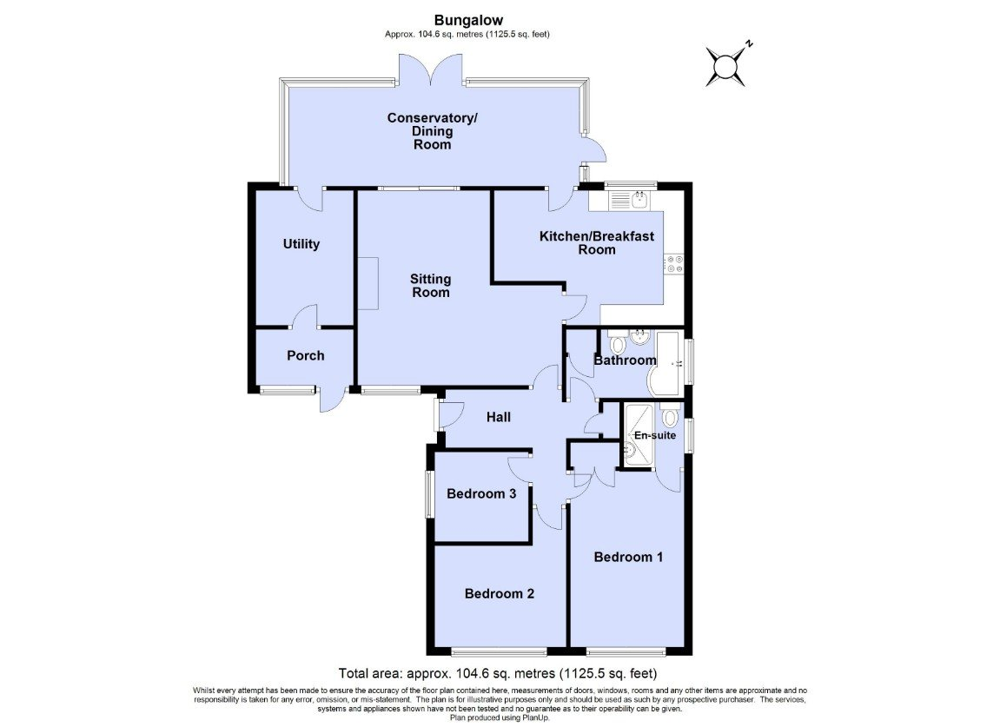 Bungalow
Approx. 104.6 sq. metres (1125.5 sq. feet)
N
Conservatory/
Dining
Room
Utility
Kitchen/Breakfast
Room
Sitting
Room
Porch
Bathroom
Hall
En-suite
Bedroom 3
Bedroom 1
Bedroom 2
Total area: approx. 104.6 sq. metres (1125.5 sq. feet)
Whilst every attempt has been made to ensure the accuracy of the floor plan contained here, measurements of doors, windows, rooms and any other items are approximate and no
responsibility is taken for any error, omission, or mis-statement. The plan is for illustrative purposes only and should be used as such by any prospective purchaser. The services,
systems and appliances shown have not been tested and no guarantee as to their operability can be given.
Plan produced using PlanUp.